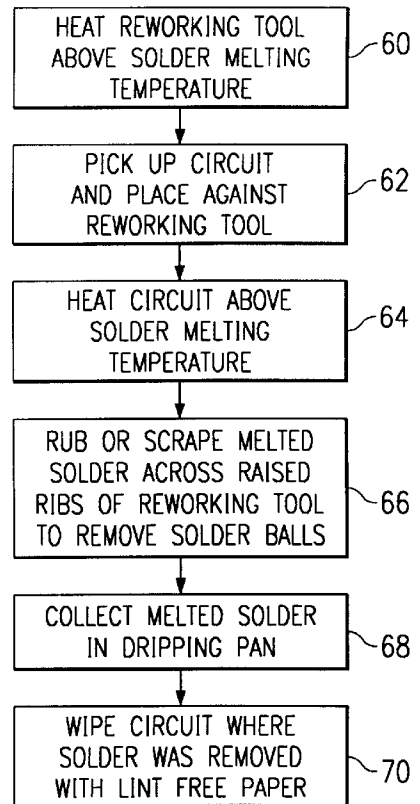 HEAT REWORKING TOOL
ABOVE SOLDER MELTING
TEMPERATURE
60
PICK UP CIRCUIT
AND PLACE AGAINST
REWORKING TOOL
62
HEAT CIRCUIT ABOVE
SOLDER MELTING
TEMPERATURE
64
RUB OR SCRAPE MELTED
SOLDER ACROSS RAISED
RIBS OF REWORKING TOOL
TO REMOVE SOLDER BALLS
66
COLLECT MELTED SOLDER
IN DRIPPING PAN
68
WIPE CIRCUIT WHERE
SOLDER WAS REMOVED
WITH LINT FREE PAPER
70